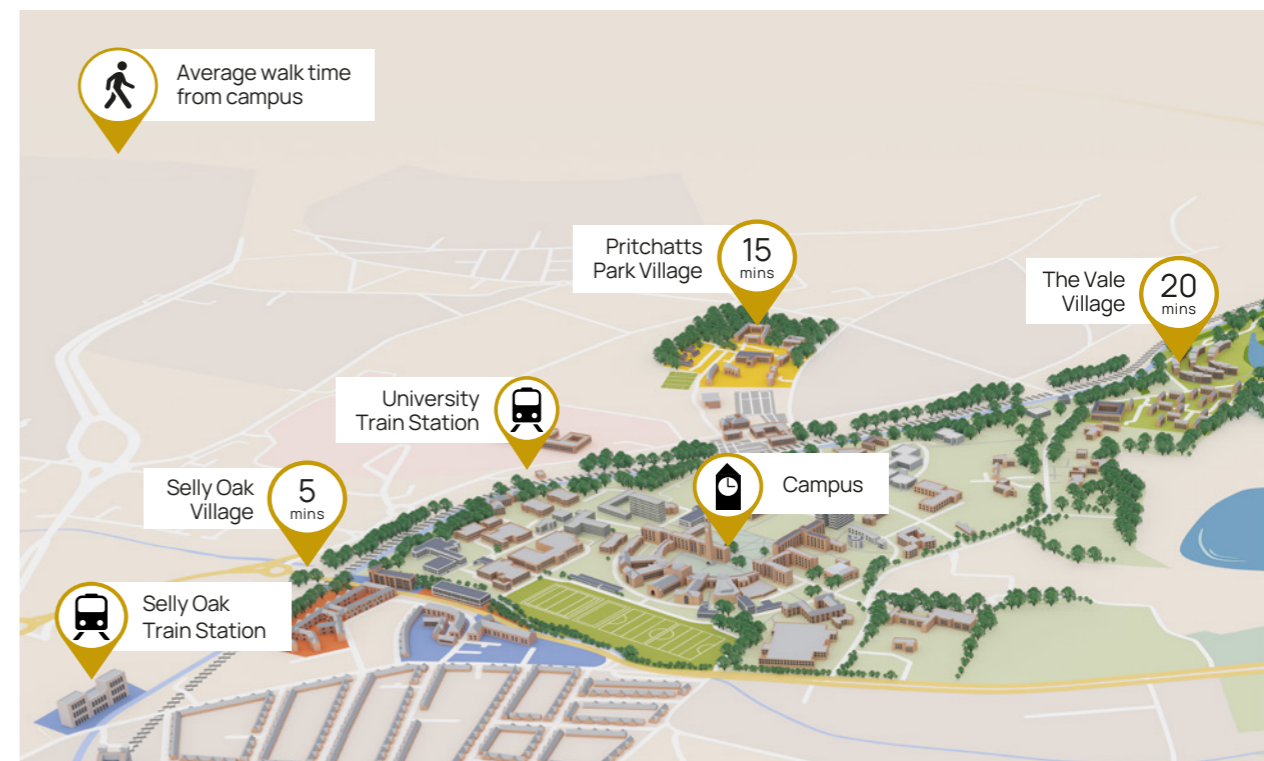 Average walk time
from campus
Pritchatts
Park Village
15
mins
The Vale
Village
20
mins
University
Train Station
Selly Oak
Village
5
mins
Campus
Selly Oak
Train Station